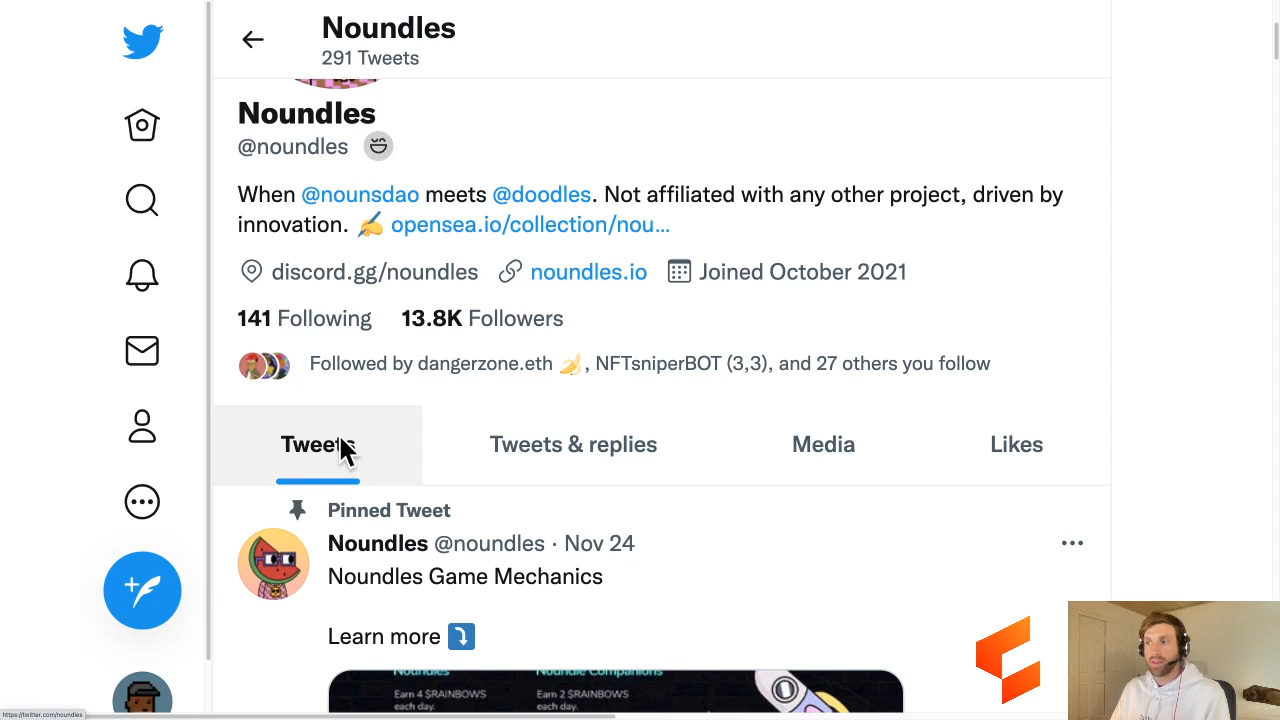 Noundles
291 Tweets
Noundles
@noundles
When @nounsdao meets @doodles. Not affiliated with any other project, driven by
innovation. ✍️ opensea.io/collection/nou…
discord.gg/noundles noundles.io Joined October 2021
141 Following 13.8K Followers
Followed by dangerzone.eth 🍌, NFTsniperBOT (3,3), and 27 others you follow
Tweets Tweets & replies Media Likes
Pinned Tweet
Noundles @noundles · Nov 24
Noundles Game Mechanics
Learn more ⤵️
Noundles Noundle Companions
Earn 4 $RAINBOWS Earn 2 $RAINBOWS
each day. each day.
https://twitter.com/noundles